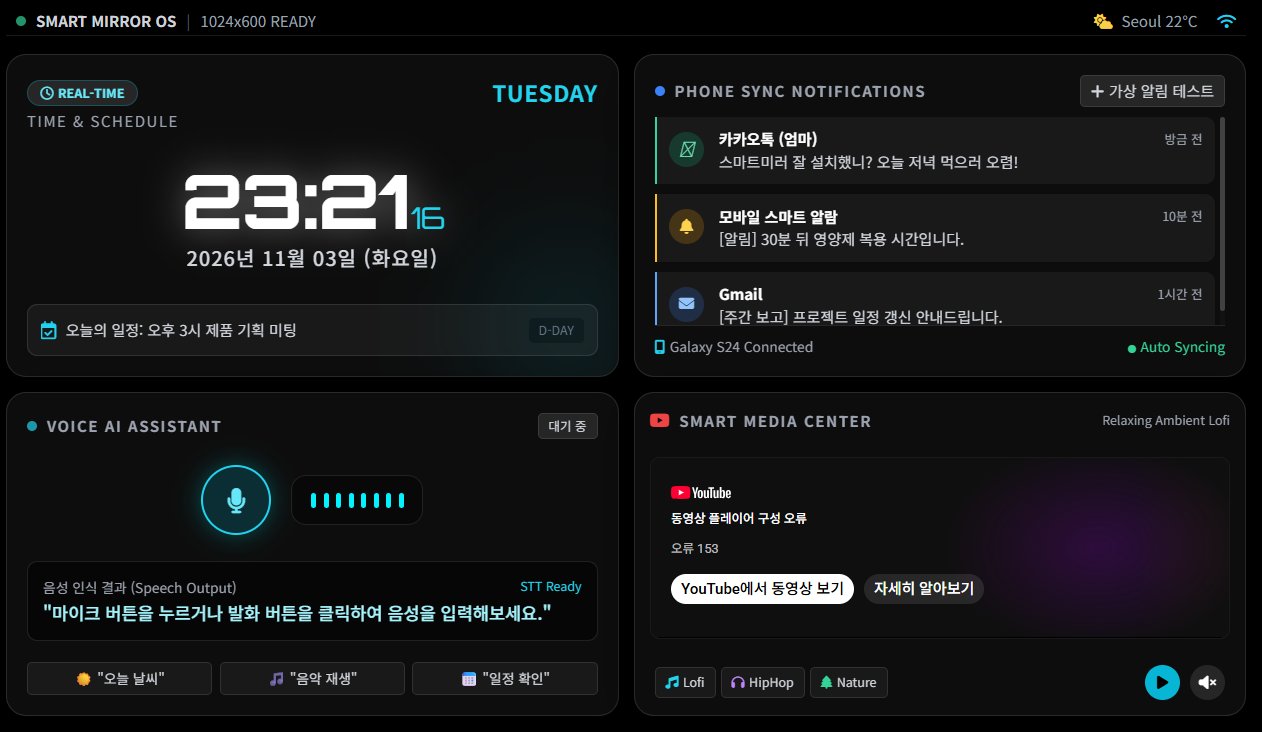 SMART MIRROR OS | 1024x600 READY
Seoul 22°C
REAL-TIME
TUESDAY
TIME & SCHEDULE
23:21 16
2026년 11월 03일 (화요일)
오늘의 일정: 오후 3시 제품 기획 미팅
D-DAY
PHONE SYNC NOTIFICATIONS
+ 가상 알림 테스트
카카오톡 (엄마)
방금 전
스마트미러 잘 설치했니? 오늘 저녁 먹으러 오렴!
모바일 스마트 알람
10분 전
[알림] 30분 뒤 영양제 복용 시간입니다.
Gmail
1시간 전
[주간 보고] 프로젝트 일정 갱신 안내드립니다.
Galaxy S24 Connected
Auto Syncing
VOICE AI ASSISTANT
대기 중
음성 인식 결과 (Speech Output)
STT Ready
"마이크 버튼을 누르거나 발화 버튼을 클릭하여 음성을 입력해보세요."
"오늘 날씨"
"음악 재생"
"일정 확인"
SMART MEDIA CENTER
Relaxing Ambient Lofi
YouTube
동영상 플레이어 구성 오류
오류 153
YouTube에서 동영상 보기
자세히 알아보기
Lofi
HipHop
Nature